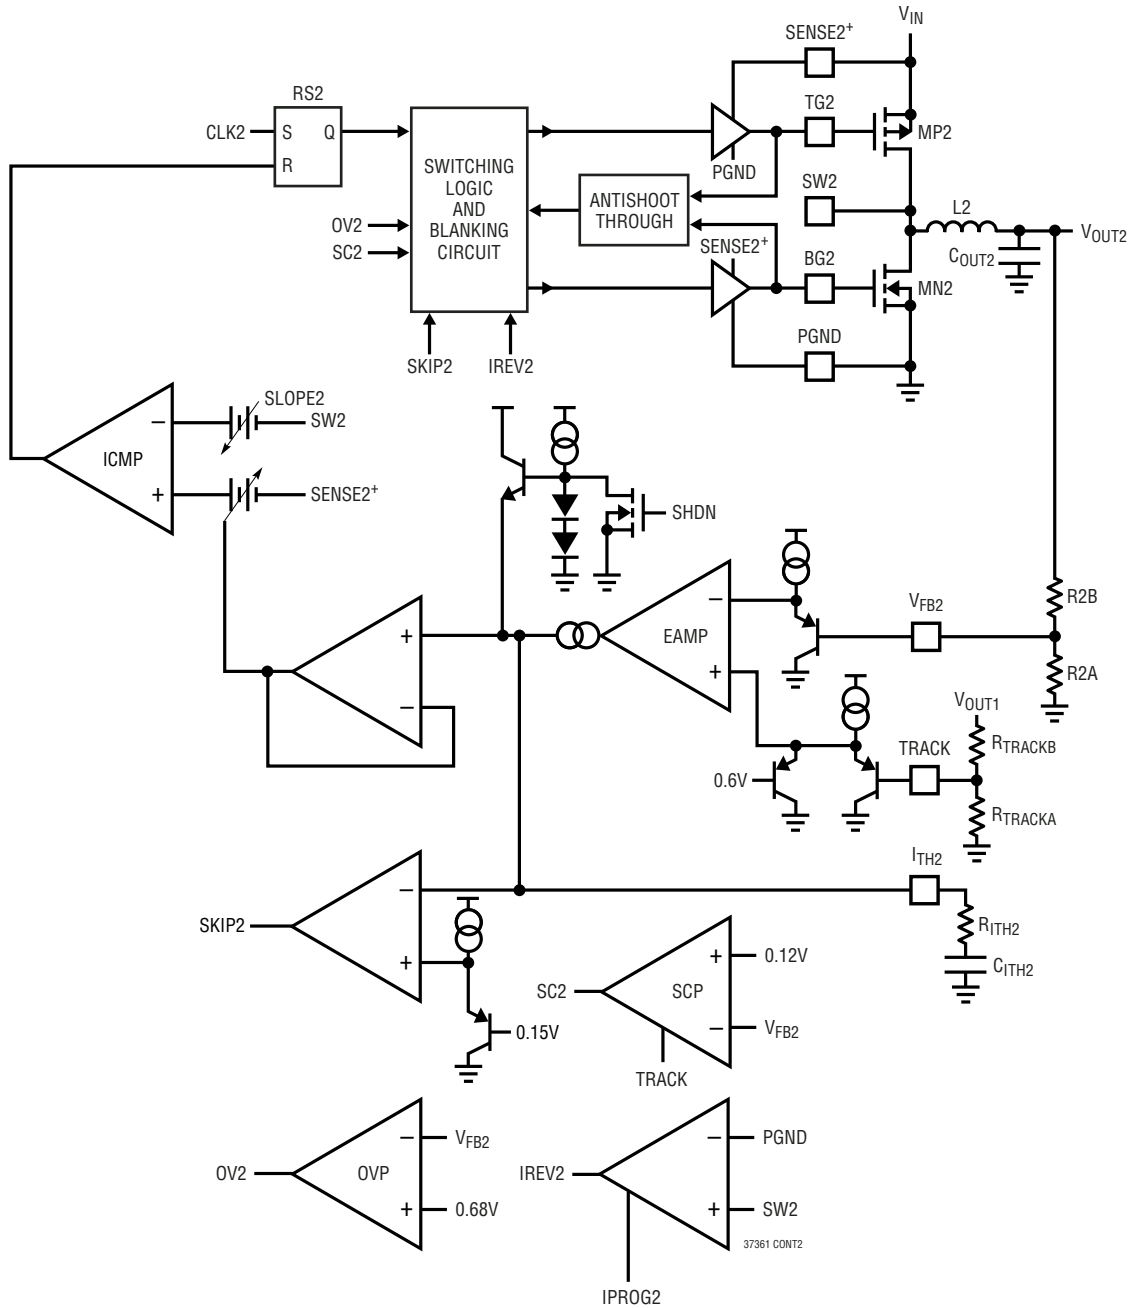 VIN
SENSE2+
RS2
TG2
CLK2
S
Q
R
MP2
PGND
SWITCHING
LOGIC
AND
BLANKING
CIRCUIT
ANTISHOOT
THROUGH
SW2
L2
VOUT2
COUT2
OV2
SC2
SENSE2+
BG2
MN2
PGND
SKIP2
IREV2
SLOPE2
−
SW2
ICMP
+
SENSE2+
SHDN
−
EAMP
+
VFB2
R2B
R2A
+
−
VOUT1
TRACK
RTRACKB
0.6V
RTRACKA
ITH2
−
SKIP2
+
RITH2
CITH2
0.15V
+
0.12V
SC2
SCP
−
VFB2
TRACK
−
VFB2
OV2
OVP
+
0.68V
−
PGND
IREV2
+
SW2
37361 CONT2
IPROG2